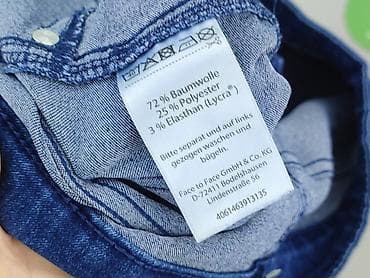 72 % Baumwolle
25 % Polyester
3 % Elasthan (Lycra®)
Bitte separat und auf links
gezogen waschen und
bügeln.
Face to Face GmbH & Co. KG
D-72411 Bodelshausen
Lindenstraße 56
4061463913135